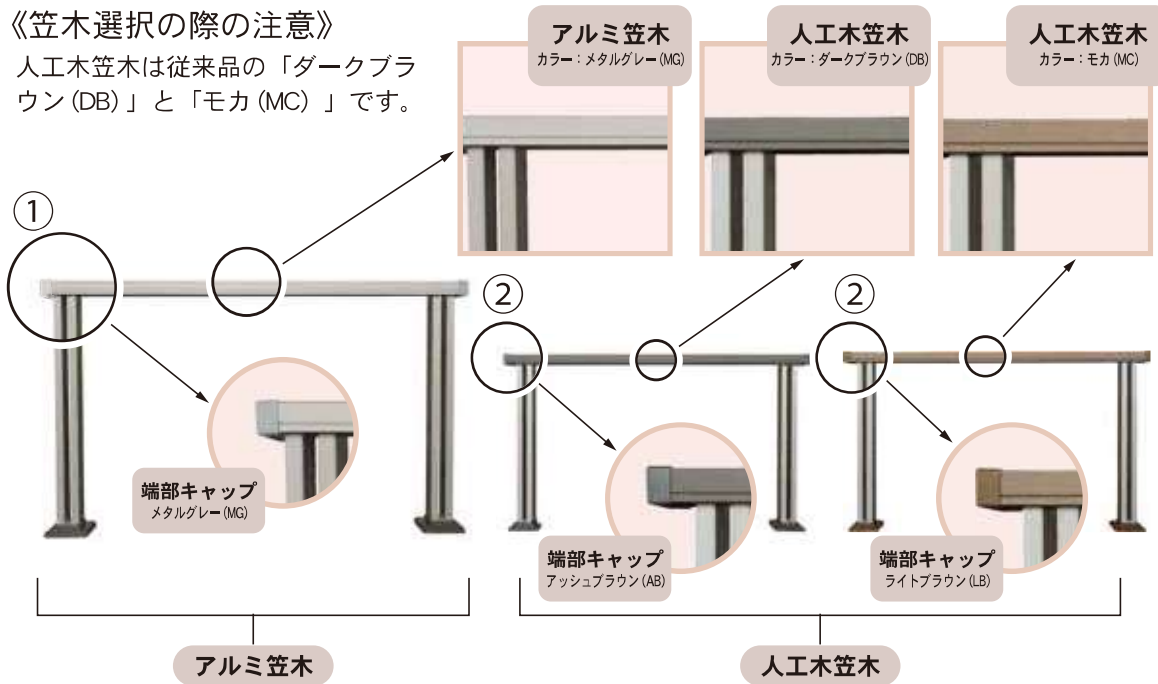 《笠木選択の際の注意》
人工木笠木は従来品の「ダークブラ
ウン(DB)」と「モカ(MC)」です。
アルミ笠木
カラー：メタルグレー(MG)
人工木笠木
カラー：ダークブラウン(DB)
人工木笠木
カラー：モカ(MC)
①
②
②
端部キャップ
メタルグレー(MG)
端部キャップ
アッシュブラウン(AB)
端部キャップ
ライトブラウン(LB)
アルミ笠木
人工木笠木